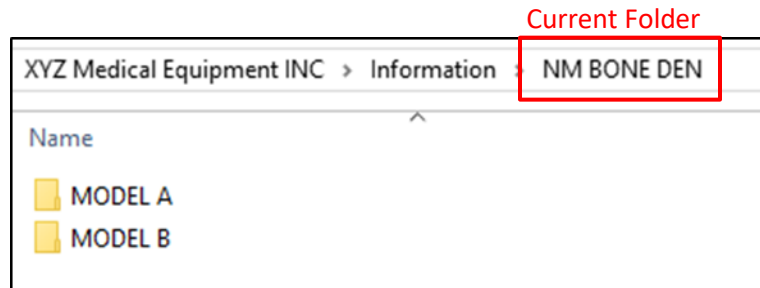 Current Folder
XYZ Medical Equipment INC > Information > NM BONE DEN
Name
MODEL A
MODEL B